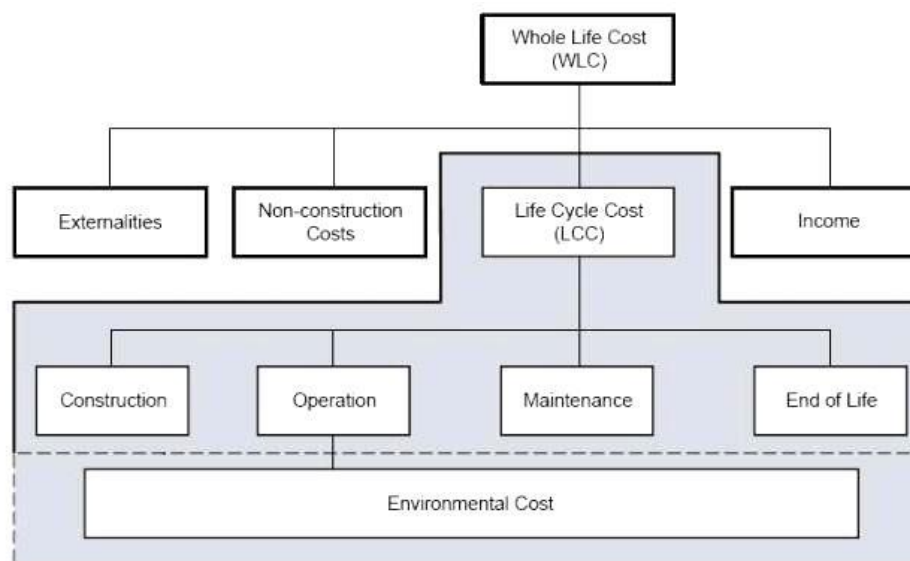 Whole Life Cost
(WLC)
Externalities
Non-construction
Costs
Life Cycle Cost
(LCC)
Income
Construction
Operation
Maintenance
End of Life
Environmental Cost